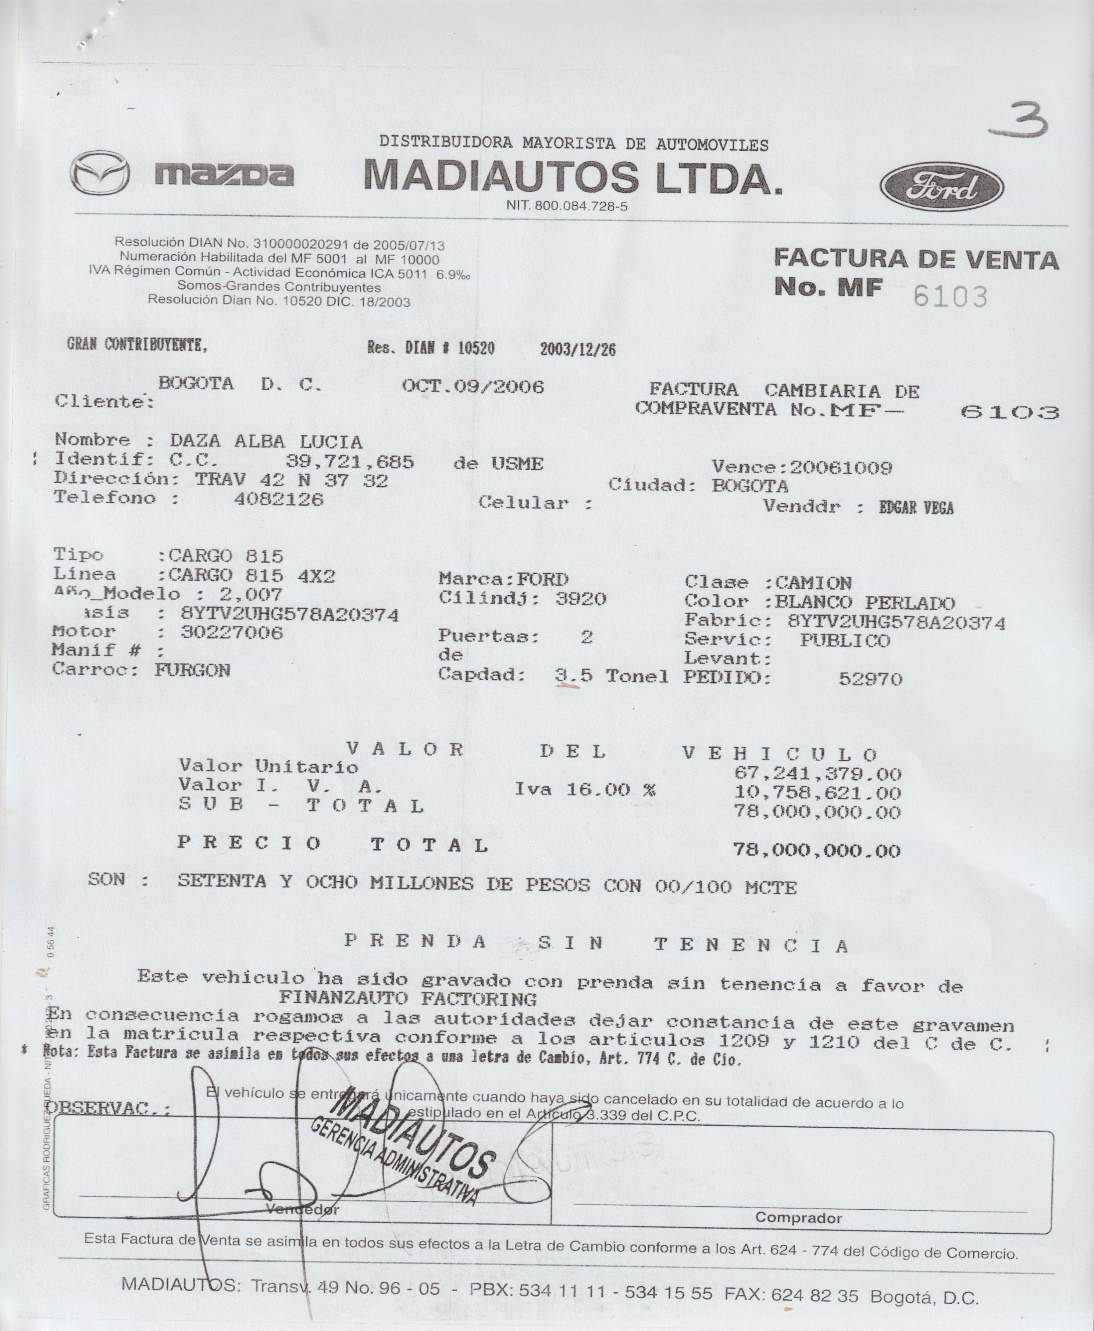 3
DISTRIBUIDORA MAYORISTA DE AUTOMOVILES
mazda MADIAUTOS LTDA. Ford
NIT. 800.084.728-5
Resolución DIAN No. 310000020291 de 2005/07/13
Numeración Habilitada del MF 5001 al MF 10000
IVA Régimen Común - Actividad Económica ICA 5011 6.9‰
Somos-Grandes Contribuyentes
Resolución Dian No. 10520 DIC. 18/2003
FACTURA DE VENTA
No. MF 6103
GRAN CONTRIBUYENTE, Res. DIAN # 10520 2003/12/26
BOGOTA D. C. OCT.09/2006
Cliente:
FACTURA CAMBIARIA DE
COMPRAVENTA No.MF- 6103
Nombre : DAZA ALBA LUCIA
Identif: C.C. 39,721,685 de USME Vence:20061009
Dirección: TRAV 42 N 37 32 Ciudad: BOGOTA
Telefono : 4082126 Celular : Venddr : EDGAR VEGA
Tipo :CARGO 815
Linea :CARGO 815 4X2 Marca:FORD Clase :CAMION
Año_Modelo : 2,007 Cilindj: 3920 Color :BLANCO PERLADO
asis : 8YTV2UHG578A20374 Fabric: 8YTV2UHG578A20374
Motor : 30227006 Puertas: 2 Servic: PUBLICO
Manif # : de Levant:
Carroc: FURGON Capdad: 3.5 Tonel PEDIDO: 52970
VALOR DEL VEHICULO
Valor Unitario 67,241,379.00
Valor I. V. A. Iva 16.00 % 10,758,621.00
SUB - TOTAL 78,000,000.00
PRECIO TOTAL 78,000,000.00
SON : SETENTA Y OCHO MILLONES DE PESOS CON 00/100 MCTE
PRENDA SIN TENENCIA
Este vehiculo ha sido gravado con prenda sin tenencia a favor de
FINANZAUTO FACTORING
En consecuencia rogamos a las autoridades dejar constancia de este gravamen
en la matricula respectiva conforme a los articulos 1209 y 1210 del C de C.
* Nota: Esta Factura se asimila en todos sus efectos a una letra de Cambio, Art. 774 C. de Cio.
El vehículo se entregará únicamente cuando haya sido cancelado en su totalidad de acuerdo a lo
estipulado en el Artículo 3.339 del C.P.C.
OBSERVAC.:
MADIAUTOS
GERENCIA ADMINISTRATIVA
Vendedor
Comprador
Esta Factura de Venta se asimila en todos sus efectos a la Letra de Cambio conforme a los Art. 624 - 774 del Código de Comercio.
MADIAUTOS: Transv. 49 No. 96 - 05 - PBX: 534 11 11 - 534 15 55 FAX: 624 82 35 Bogotá, D.C.